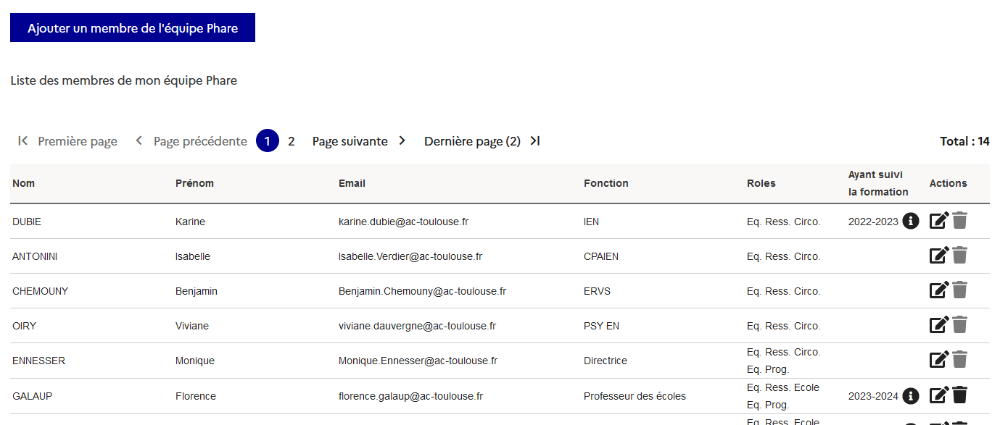 Ajouter un membre de l'équipe Phare
Liste des membres de mon équipe Phare
Première page Page précédente 1 2 Page suivante Dernière page (2) Total : 14
Nom Prénom Email Fonction Roles Ayant suivi la formation Actions
DUBIE Karine karine.dubie@ac-toulouse.fr IEN Eq. Ress. Circo. 2022-2023
ANTONINI Isabelle Isabelle.Verdier@ac-toulouse.fr CPAIEN Eq. Ress. Circo.
CHEMOUNY Benjamin Benjamin.Chemouny@ac-toulouse.fr ERVS Eq. Ress. Circo.
OIRY Viviane viviane.dauvergne@ac-toulouse.fr PSY EN Eq. Ress. Circo.
ENNESSER Monique Monique.Ennesser@ac-toulouse.fr Directrice Eq. Ress. Circo.
Eq. Prog.
GALAUP Florence florence.galaup@ac-toulouse.fr Professeur des écoles Eq. Ress. Ecole
Eq. Prog. 2023-2024
Eq. Ress. Ecole